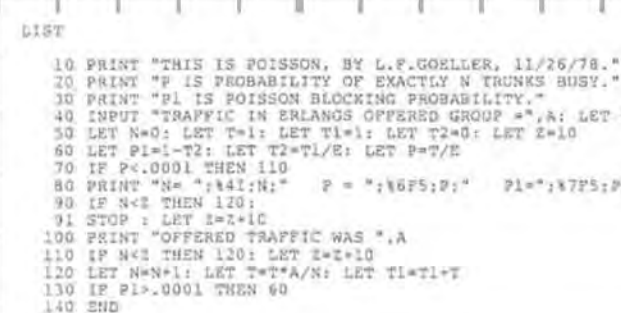 LIST
10 PRINT "THIS IS POISSON, BY L.F.GOELLER, 11/26/78."
20 PRINT "P IS PROBABILITY OF EXACTLY N TRUNKS BUSY."
30 PRINT "P1 IS POISSON BLOCKING PROBABILITY."
40 INPUT "TRAFFIC IN ERLANGS OFFERED GROUP =",A: LET
50 LET N=0: LET T=1: LET T1=1: LET T2=0: LET Z=10
60 LET P1=1-T2: LET T2=T1/E: LET P=T/E
70 IF P<.0001 THEN 110
80 PRINT "N= ";%4I;N;" P = ";%6F5;P;" P1=";%7F5;P
90 IF N<Z THEN 120:
91 STOP : LET Z=Z+10
100 PRINT "OFFERED TRAFFIC WAS ",A
110 IF N<Z THEN 120: LET Z=Z+10
120 LET N=N+1: LET T=T*A/N: LET T1=T1+T
130 IF P1>.0001 THEN 60
140 END